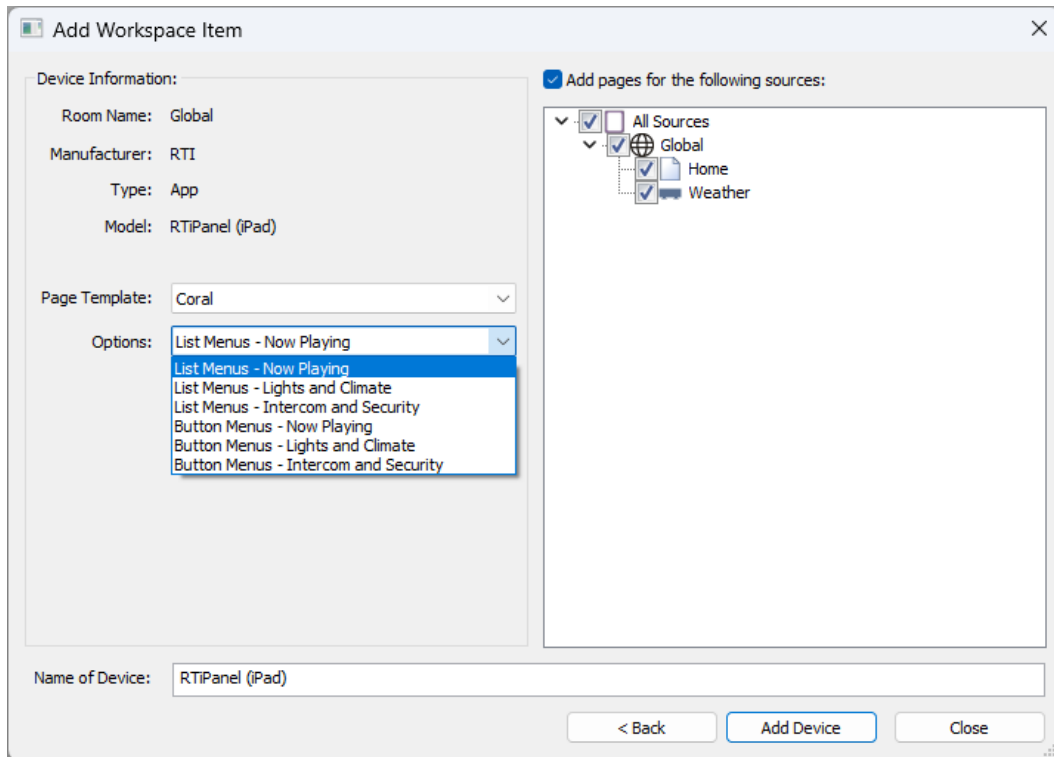 Add Workspace Item
Device Information:
Room Name: Global
Manufacturer: RTI
Type: App
Model: RTiPanel (iPad)
Page Template: Coral
Options: List Menus - Now Playing
List Menus - Now Playing
List Menus - Lights and Climate
List Menus - Intercom and Security
Button Menus - Now Playing
Button Menus - Lights and Climate
Button Menus - Intercom and Security
Add pages for the following sources:
All Sources
Global
Home
Weather
Name of Device: RTiPanel (iPad)
< Back
Add Device
Close